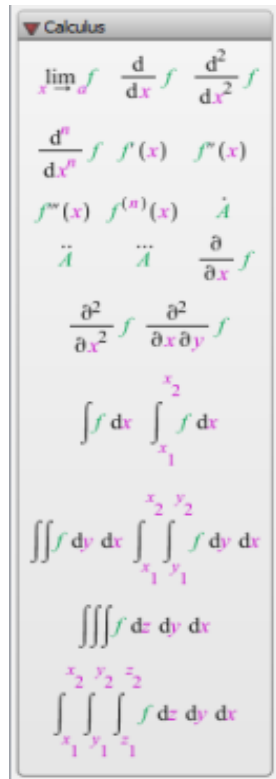 Calculus
lim x→a f  d/dx f  d²/dx² f
dⁿ/dxⁿ f  f'(x)  f''(x)
f'''(x)  f⁽ⁿ⁾(x)  Ȧ
Ä  A⃛  ∂/∂x f
∂²/∂x² f  ∂²/∂x∂y f
∫f dx  ∫_{x₁}^{x₂} f dx
∬f dy dx  ∫_{x₁}^{x₂} ∫_{y₁}^{y₂} f dy dx
∭f dz dy dx
∫_{x₁}^{x₂} ∫_{y₁}^{y₂} ∫_{z₁}^{z₂} f dz dy dx